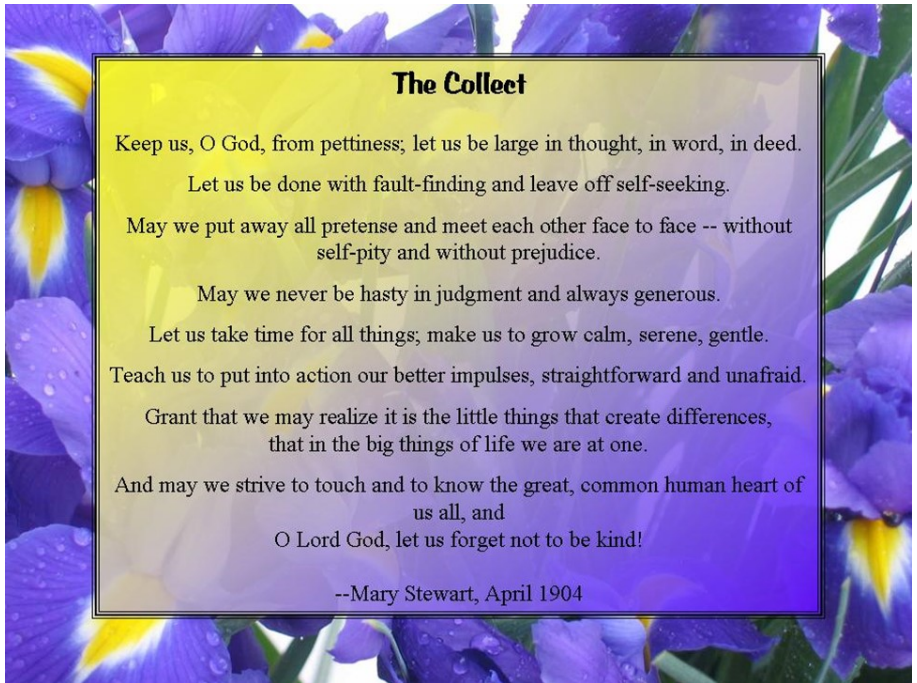 The Collect
Keep us, O God, from pettiness; let us be large in thought, in word, in deed.
Let us be done with fault-finding and leave off self-seeking.
May we put away all pretense and meet each other face to face -- without
self-pity and without prejudice.
May we never be hasty in judgment and always generous.
Let us take time for all things; make us to grow calm, serene, gentle.
Teach us to put into action our better impulses, straightforward and unafraid.
Grant that we may realize it is the little things that create differences,
that in the big things of life we are at one.
And may we strive to touch and to know the great, common human heart of
us all, and
O Lord God, let us forget not to be kind!
--Mary Stewart, April 1904